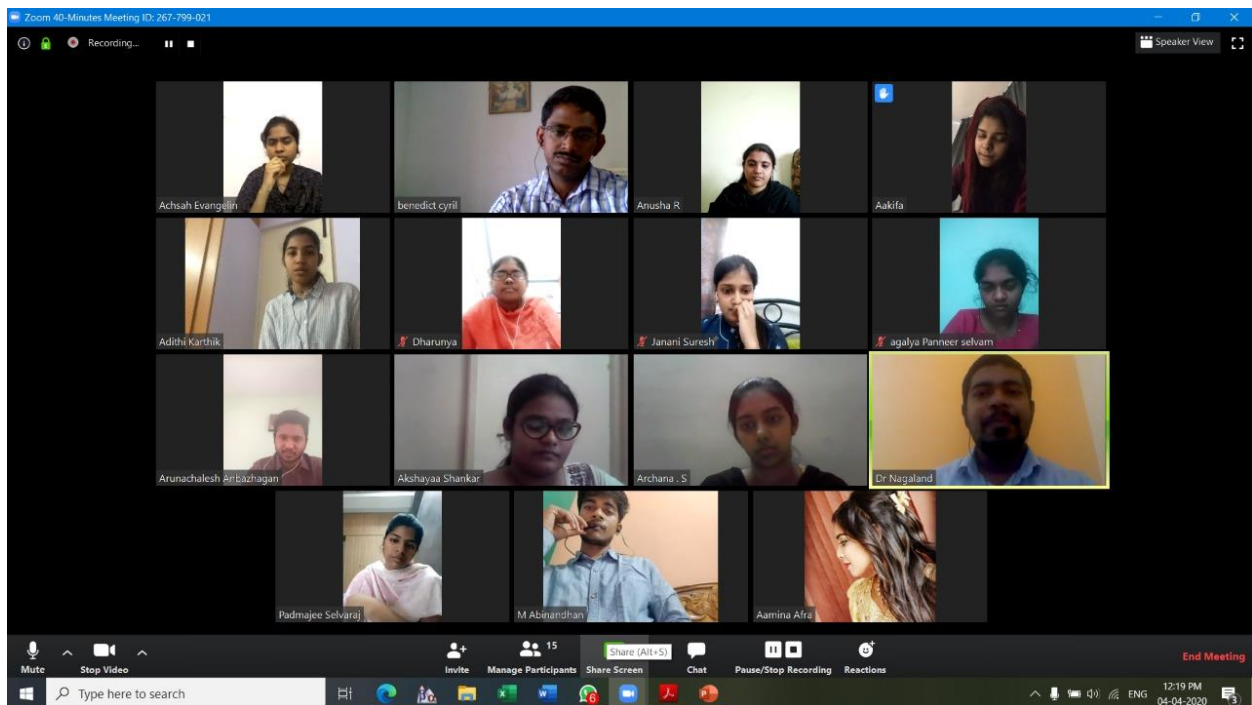 Zoom 40-Minutes Meeting ID: 267-799-021
Recording...
Speaker View
Achsah Evangelin
benedict cyril
Anusha R
Aakifa
Adithi Karthik
Dharunya
Janani Suresh
agalya Panneer selvam
Arunachalesh Anbazhagan
Akshayaa Shankar
Archana . S
Dr Nagaland
Padmajee Selvaraj
M Abinandhan
Aamina Afra
15
Share (Alt+S)
Mute
Stop Video
Invite
Manage Participants
Share Screen
Chat
Pause/Stop Recording
Reactions
End Meeting
Type here to search
6
ENG
12:19 PM
04-04-2020
3